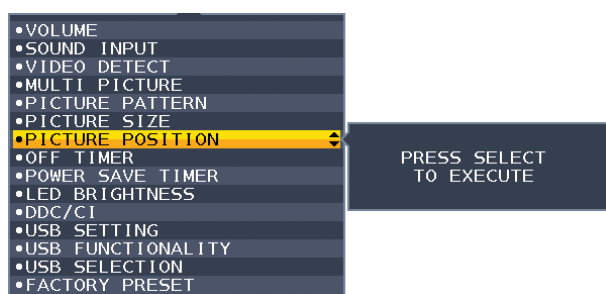 •VOLUME
•SOUND INPUT
•VIDEO DETECT
•MULTI PICTURE
•PICTURE PATTERN
•PICTURE SIZE
•PICTURE POSITION
•OFF TIMER
•POWER SAVE TIMER
•LED BRIGHTNESS
•DDC/CI
•USB SETTING
•USB FUNCTIONALITY
•USB SELECTION
•FACTORY PRESET
PRESS SELECT
TO EXECUTE